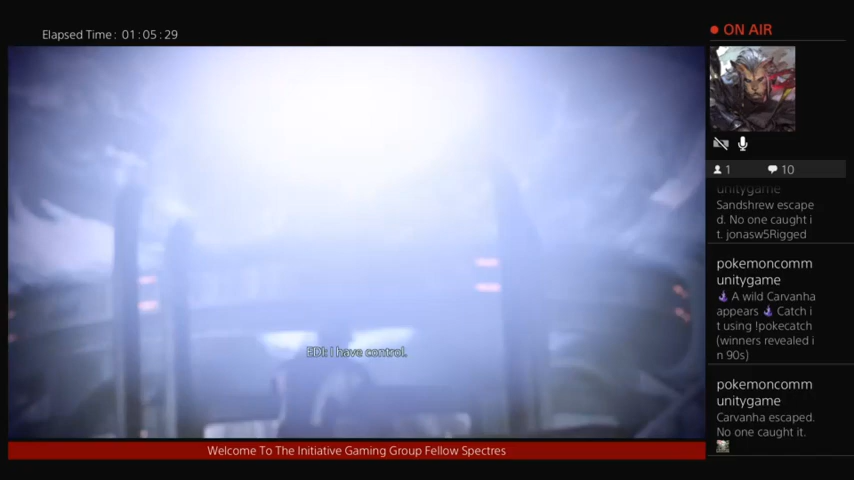 Elapsed Time: 01:05:29
ON AIR
1
10
unitygame
Sandshrew escape
d. No one caught i
t. jonasw5Rigged
pokemoncomm
unitygame
A wild Carvanha
appears
Catch i
t using !pokecatch
(winners revealed i
n 90s)
pokemoncomm
unitygame
Carvanha escaped.
No one caught it.
EDI: I have control.
Welcome To The Initiative Gaming Group Fellow Spectres